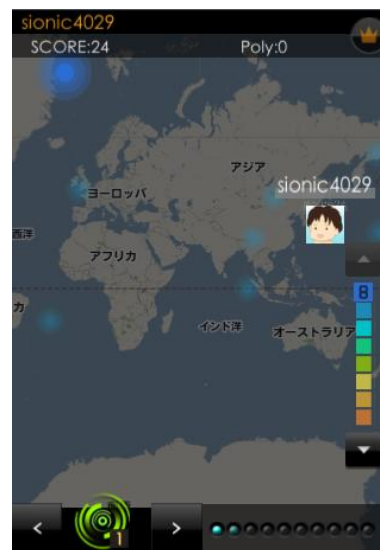 sionic4029
SCORE:24 Poly:0
アジア
sionic4029
ヨーロッパ
西洋
アフリカ
8
カ
インド洋
オーストラリア
< 1 >